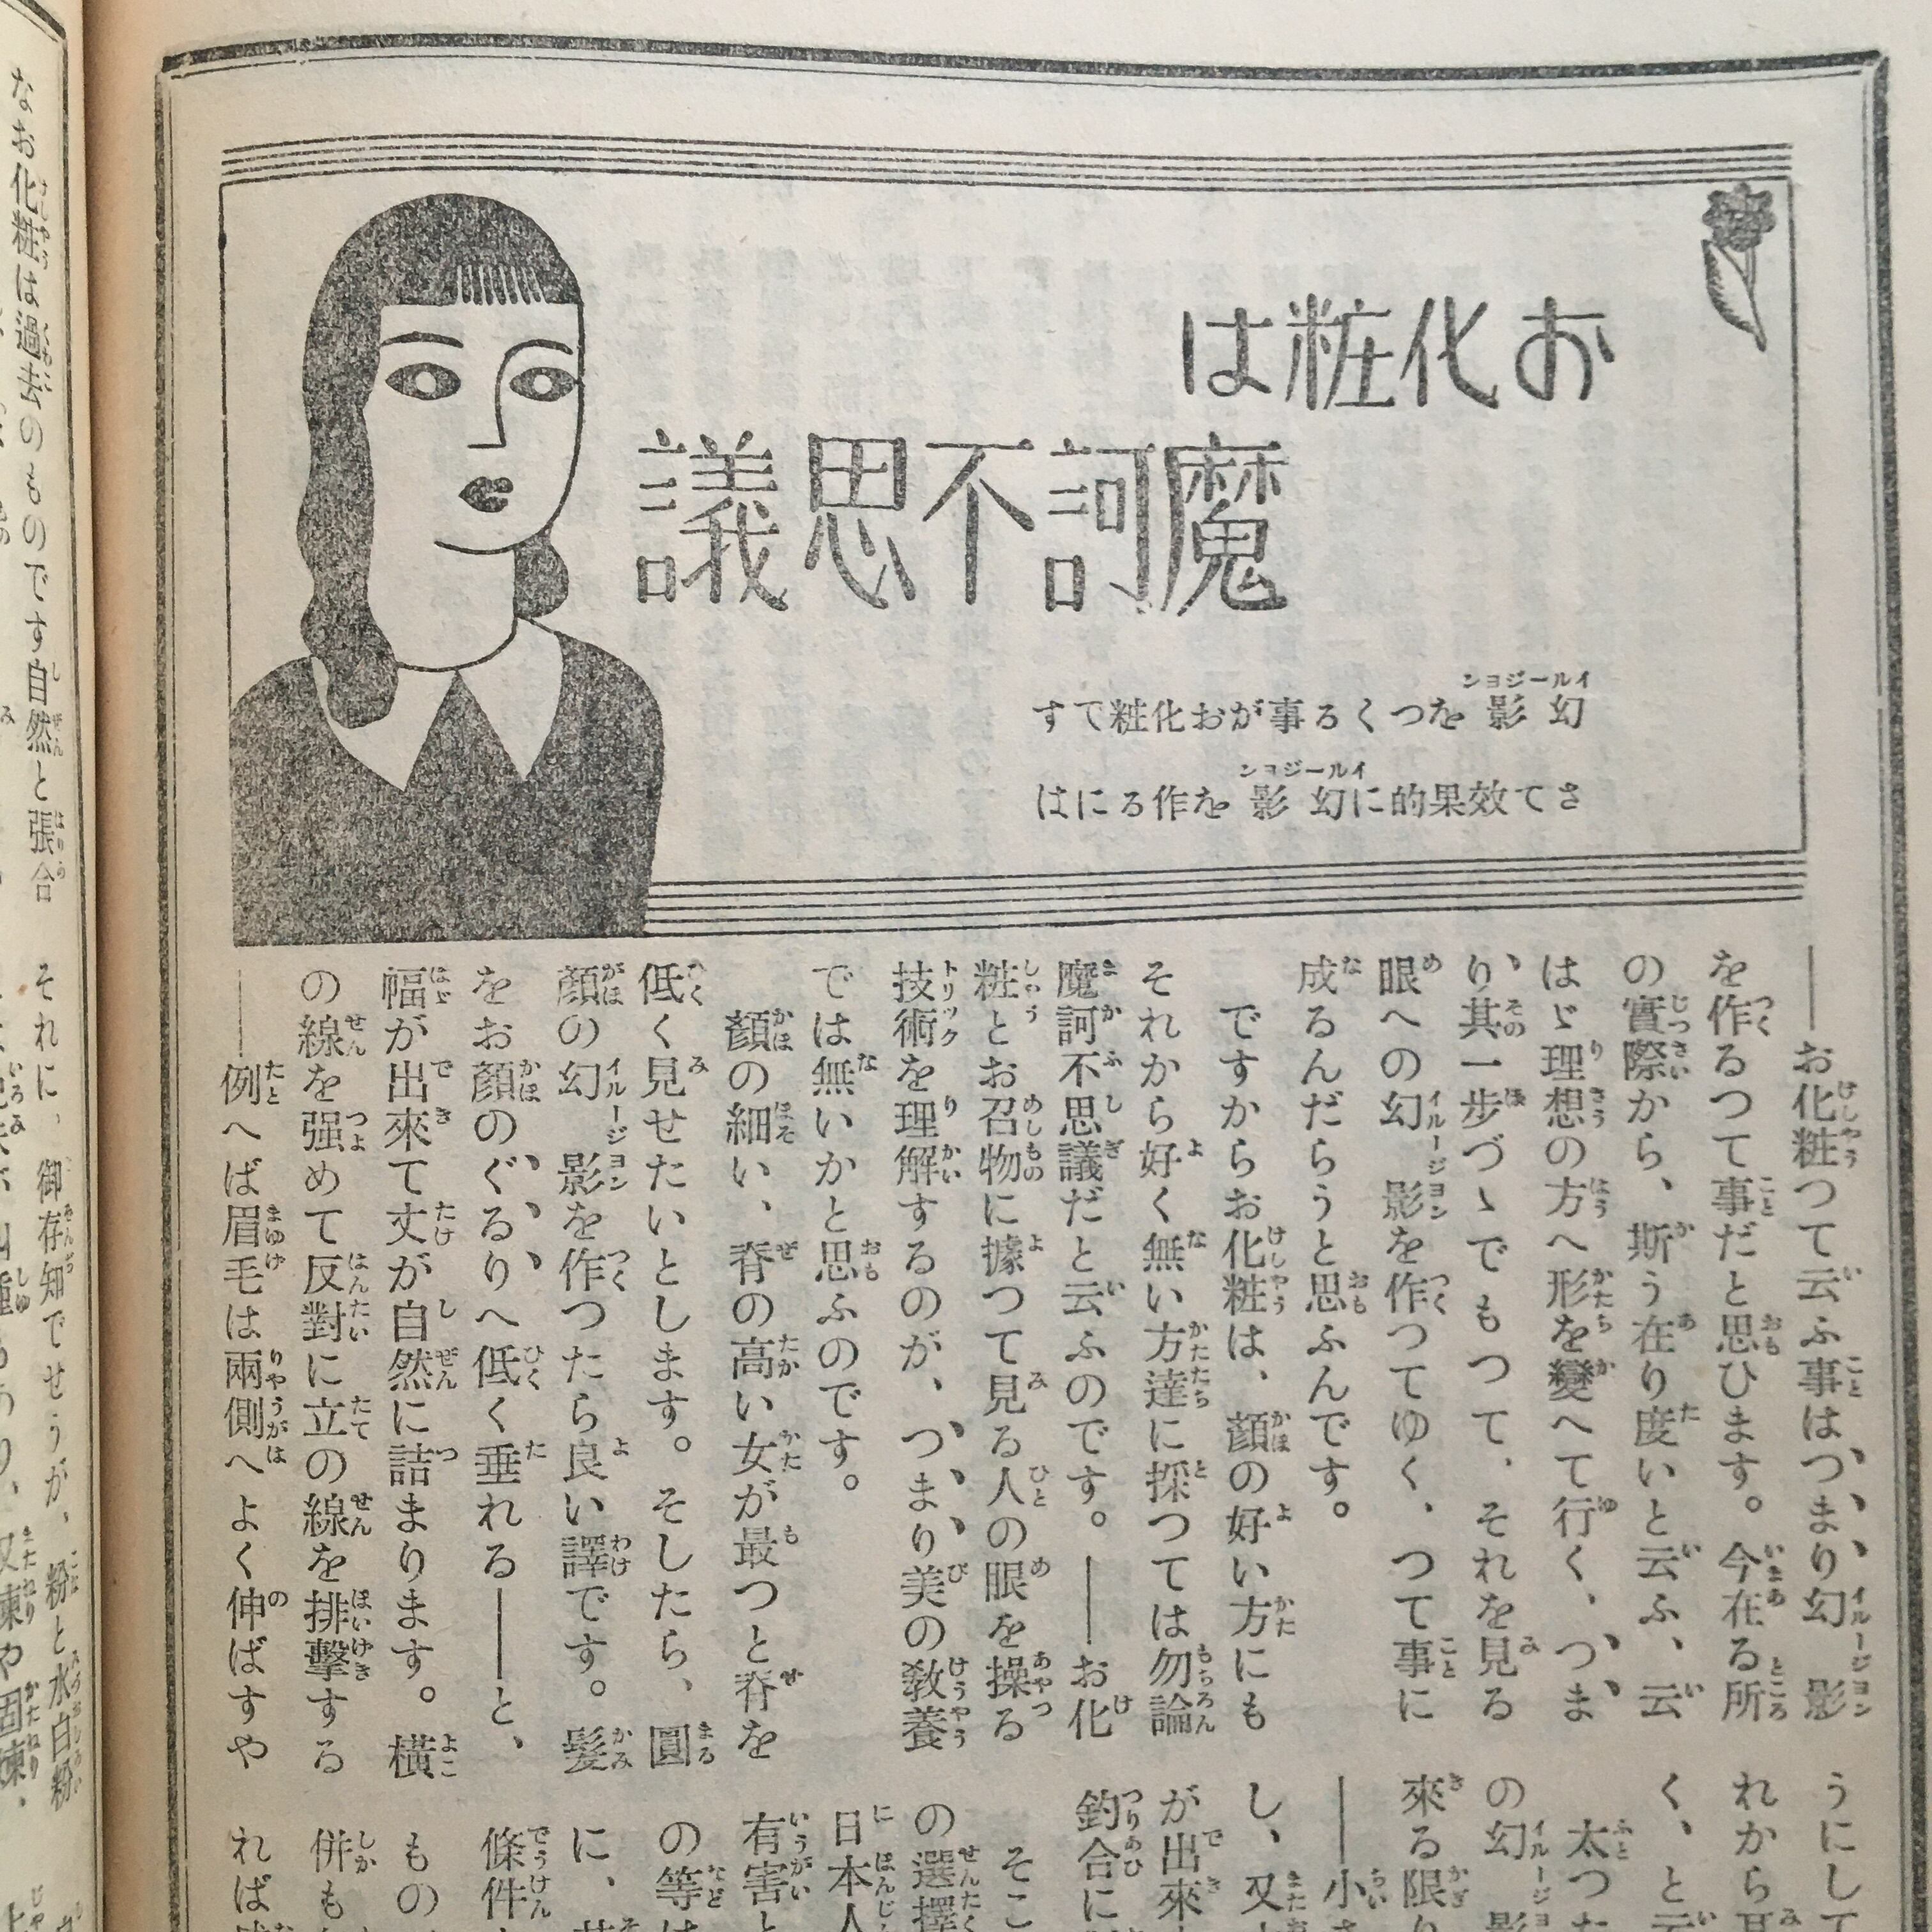 お化粧は
魔訶不思議
幻影をつくる事がお化粧です
イルージヨン
さて效果的に幻影を作るには
イルージヨン
――お化粧つて云ふ事はつまり幻影
を作るつて事だと思ひます。今在る所
の實際から、斯う在り度いと云ふ、云
はゞ理想の方へ形を變へて行く、つま
り、其一歩づゝでもつて、それを見る
眼への幻影を作つてゆく、つて事に
成るんだらうと思ふんです。
ですからお化粧は、顏の好い方にも
それから好く無い方達に採つては勿論
魔訶不思議だと云ふのです。――お化
粧とお召物に據つて見る人の眼を操る
技術を理解するのが、つまり美の敎養
では無いかと思ふのです。
顏の細い、脊の高い女が最つと脊を
低く見せたいとします。そしたら、圓
顏の幻影を作つたら良い譯です。髮
をお顏のぐるりへ低く垂れる――と、
幅が出來て丈が自然に詰まります。橫
の線を强めて反對に立の線を排擊する
――例へば眉毛は兩側へよく伸ばすや
うにして
れから
く、と云
太つた
の幻影
來る限り
――小さ
し、又
が出來
釣合に
そこ
の選擇
日本人
有害と
の等は
に、
條件
もの
併も
れば
なお化粧は過去のものです自然と張合
それに、御存知でせうが、粉と水白粉